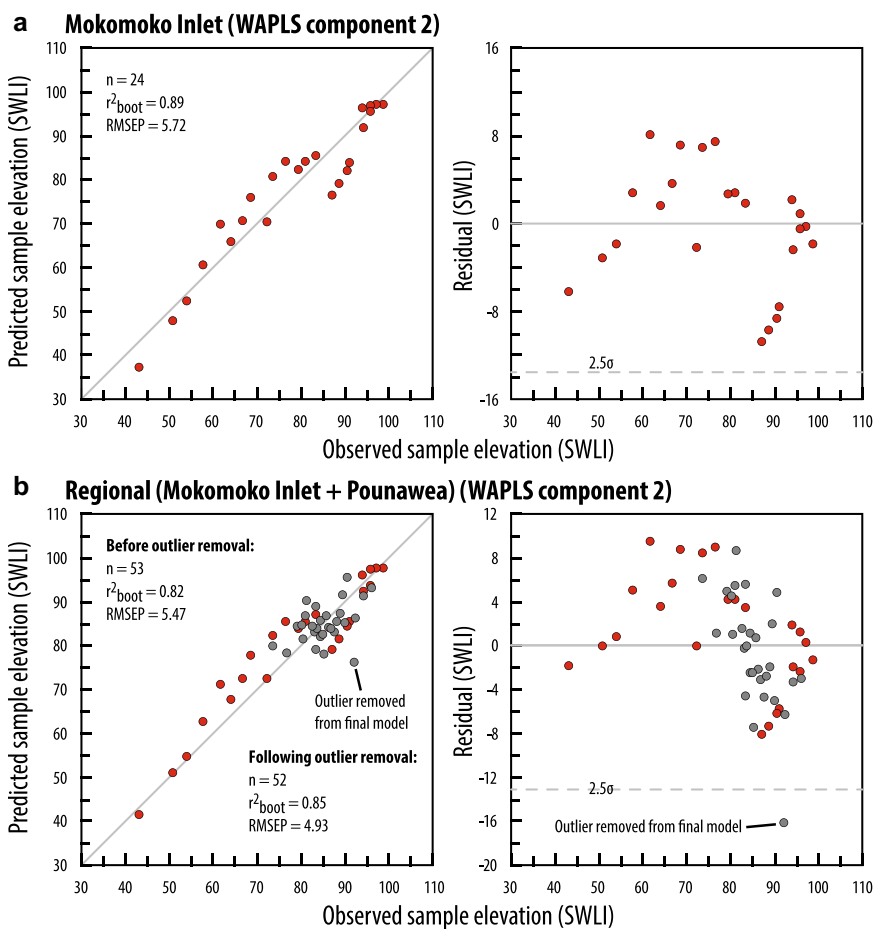 a Mokomoko Inlet (WAPLS component 2)
110
100
90
80
70
60
50
40
30
Predicted sample elevation (SWLI)
n = 24
r²boot = 0.89
RMSEP = 5.72
30 40 50 60 70 80 90 100 110
16
8
0
-8
-16
Residual (SWLI)
2.5σ
30 40 50 60 70 80 90 100 110
Observed sample elevation (SWLI)
b Regional (Mokomoko Inlet + Pounawea) (WAPLS component 2)
110
100
90
80
70
60
50
40
30
Predicted sample elevation (SWLI)
Before outlier removal:
n = 53
r²boot = 0.82
RMSEP = 5.47
Outlier removed
from final model
Following outlier removal:
n = 52
r²boot = 0.85
RMSEP = 4.93
30 40 50 60 70 80 90 100 110
12
8
4
0
-4
-8
-12
-16
-20
Residual (SWLI)
2.5σ
Outlier removed from final model
30 40 50 60 70 80 90 100 110
Observed sample elevation (SWLI)